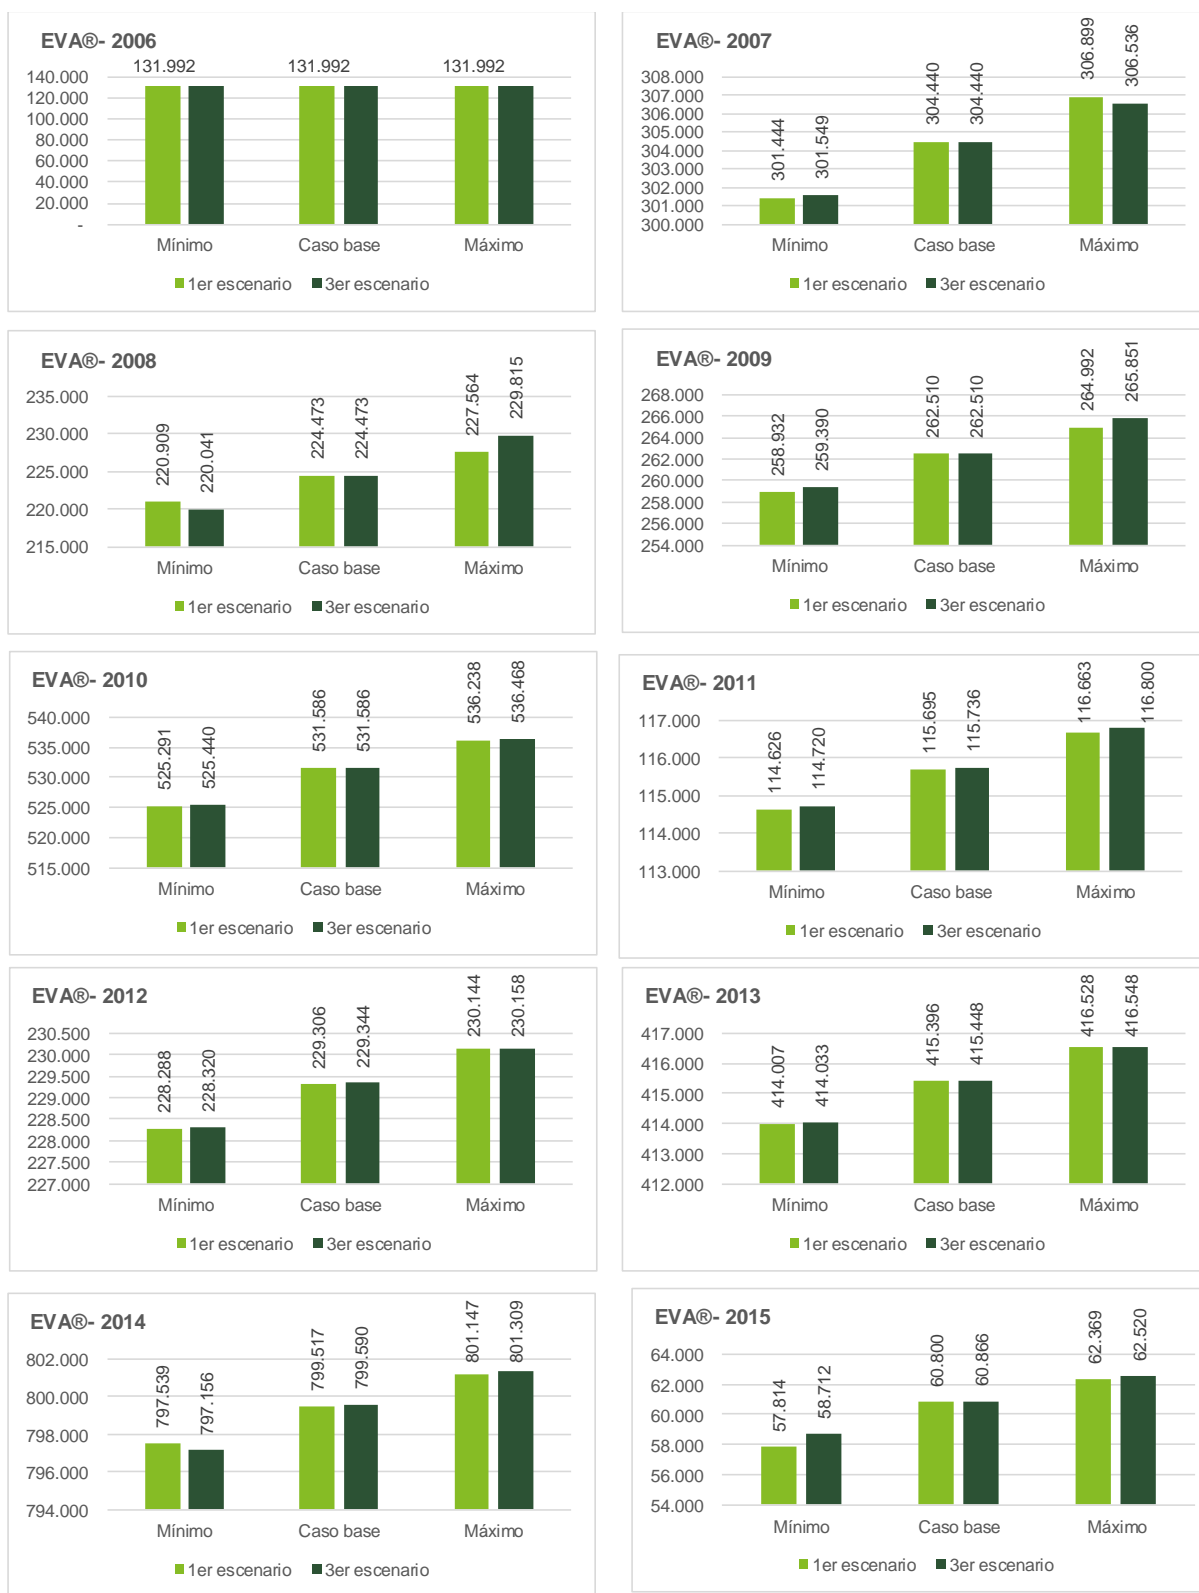 EVA®- 2006
131.992 131.992 131.992
140.000
120.000
100.000
80.000
60.000
40.000
20.000
-
Mínimo Caso base Máximo
1er escenario 3er escenario
EVA®- 2007
301.444 301.549 304.440 304.440 306.899 306.536
308.000
307.000
306.000
305.000
304.000
303.000
302.000
301.000
300.000
Mínimo Caso base Máximo
1er escenario 3er escenario
EVA®- 2008
220.909 220.041 224.473 224.473 227.564 229.815
235.000
230.000
225.000
220.000
215.000
Mínimo Caso base Máximo
1er escenario 3er escenario
EVA®- 2009
258.932 259.390 262.510 262.510 264.992 265.851
268.000
266.000
264.000
262.000
260.000
258.000
256.000
254.000
Mínimo Caso base Máximo
1er escenario 3er escenario
EVA®- 2010
525.291 525.440 531.586 531.586 536.238 536.468
540.000
535.000
530.000
525.000
520.000
515.000
Mínimo Caso base Máximo
1er escenario 3er escenario
EVA®- 2011
114.626 114.720 115.695 115.736 116.663 116.800
117.000
116.000
115.000
114.000
113.000
Mínimo Caso base Máximo
1er escenario 3er escenario
EVA®- 2012
228.288 228.320 229.306 229.344 230.144 230.158
230.500
230.000
229.500
229.000
228.500
228.000
227.500
227.000
Mínimo Caso base Máximo
1er escenario 3er escenario
EVA®- 2013
414.007 414.033 415.396 415.448 416.528 416.548
417.000
416.000
415.000
414.000
413.000
412.000
Mínimo Caso base Máximo
1er escenario 3er escenario
EVA®- 2014
797.539 797.156 799.517 799.590 801.147 801.309
802.000
800.000
798.000
796.000
794.000
Mínimo Caso base Máximo
1er escenario 3er escenario
EVA®- 2015
57.814 58.712 60.800 60.866 62.369 62.520
64.000
62.000
60.000
58.000
56.000
54.000
Mínimo Caso base Máximo
1er escenario 3er escenario